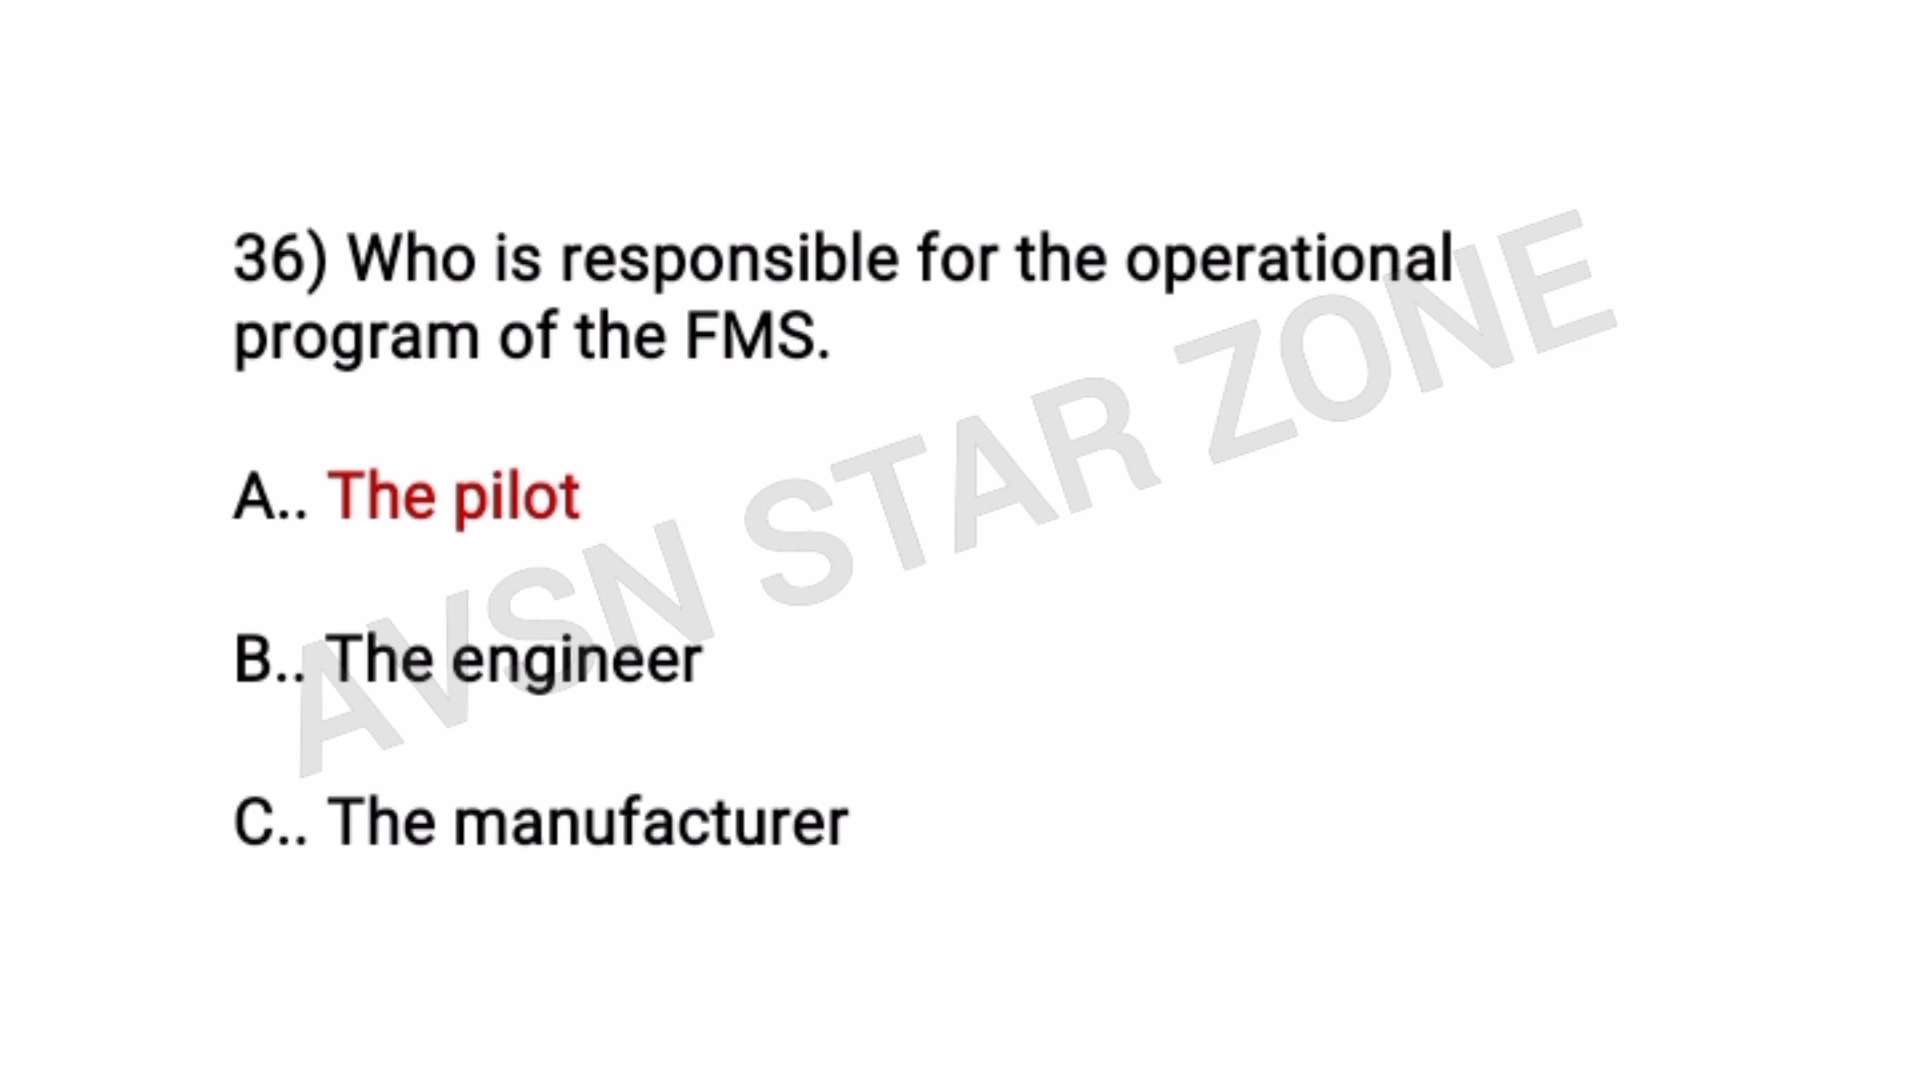 36) Who is responsible for the operational
program of the FMS.
A.. The pilot
B.. The engineer
C.. The manufacturer
AVSN STAR ZONE